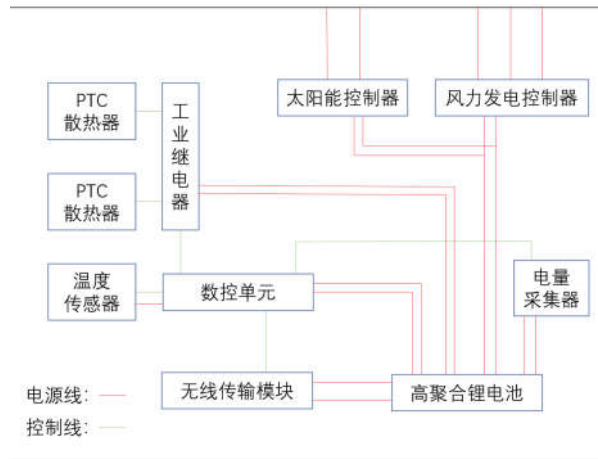 PTC
散热器
工
业
继
电
器
太阳能控制器
风力发电控制器
PTC
散热器
温度
传感器
数控单元
电量
采集器
无线传输模块
高聚合锂电池
电源线：
控制线：